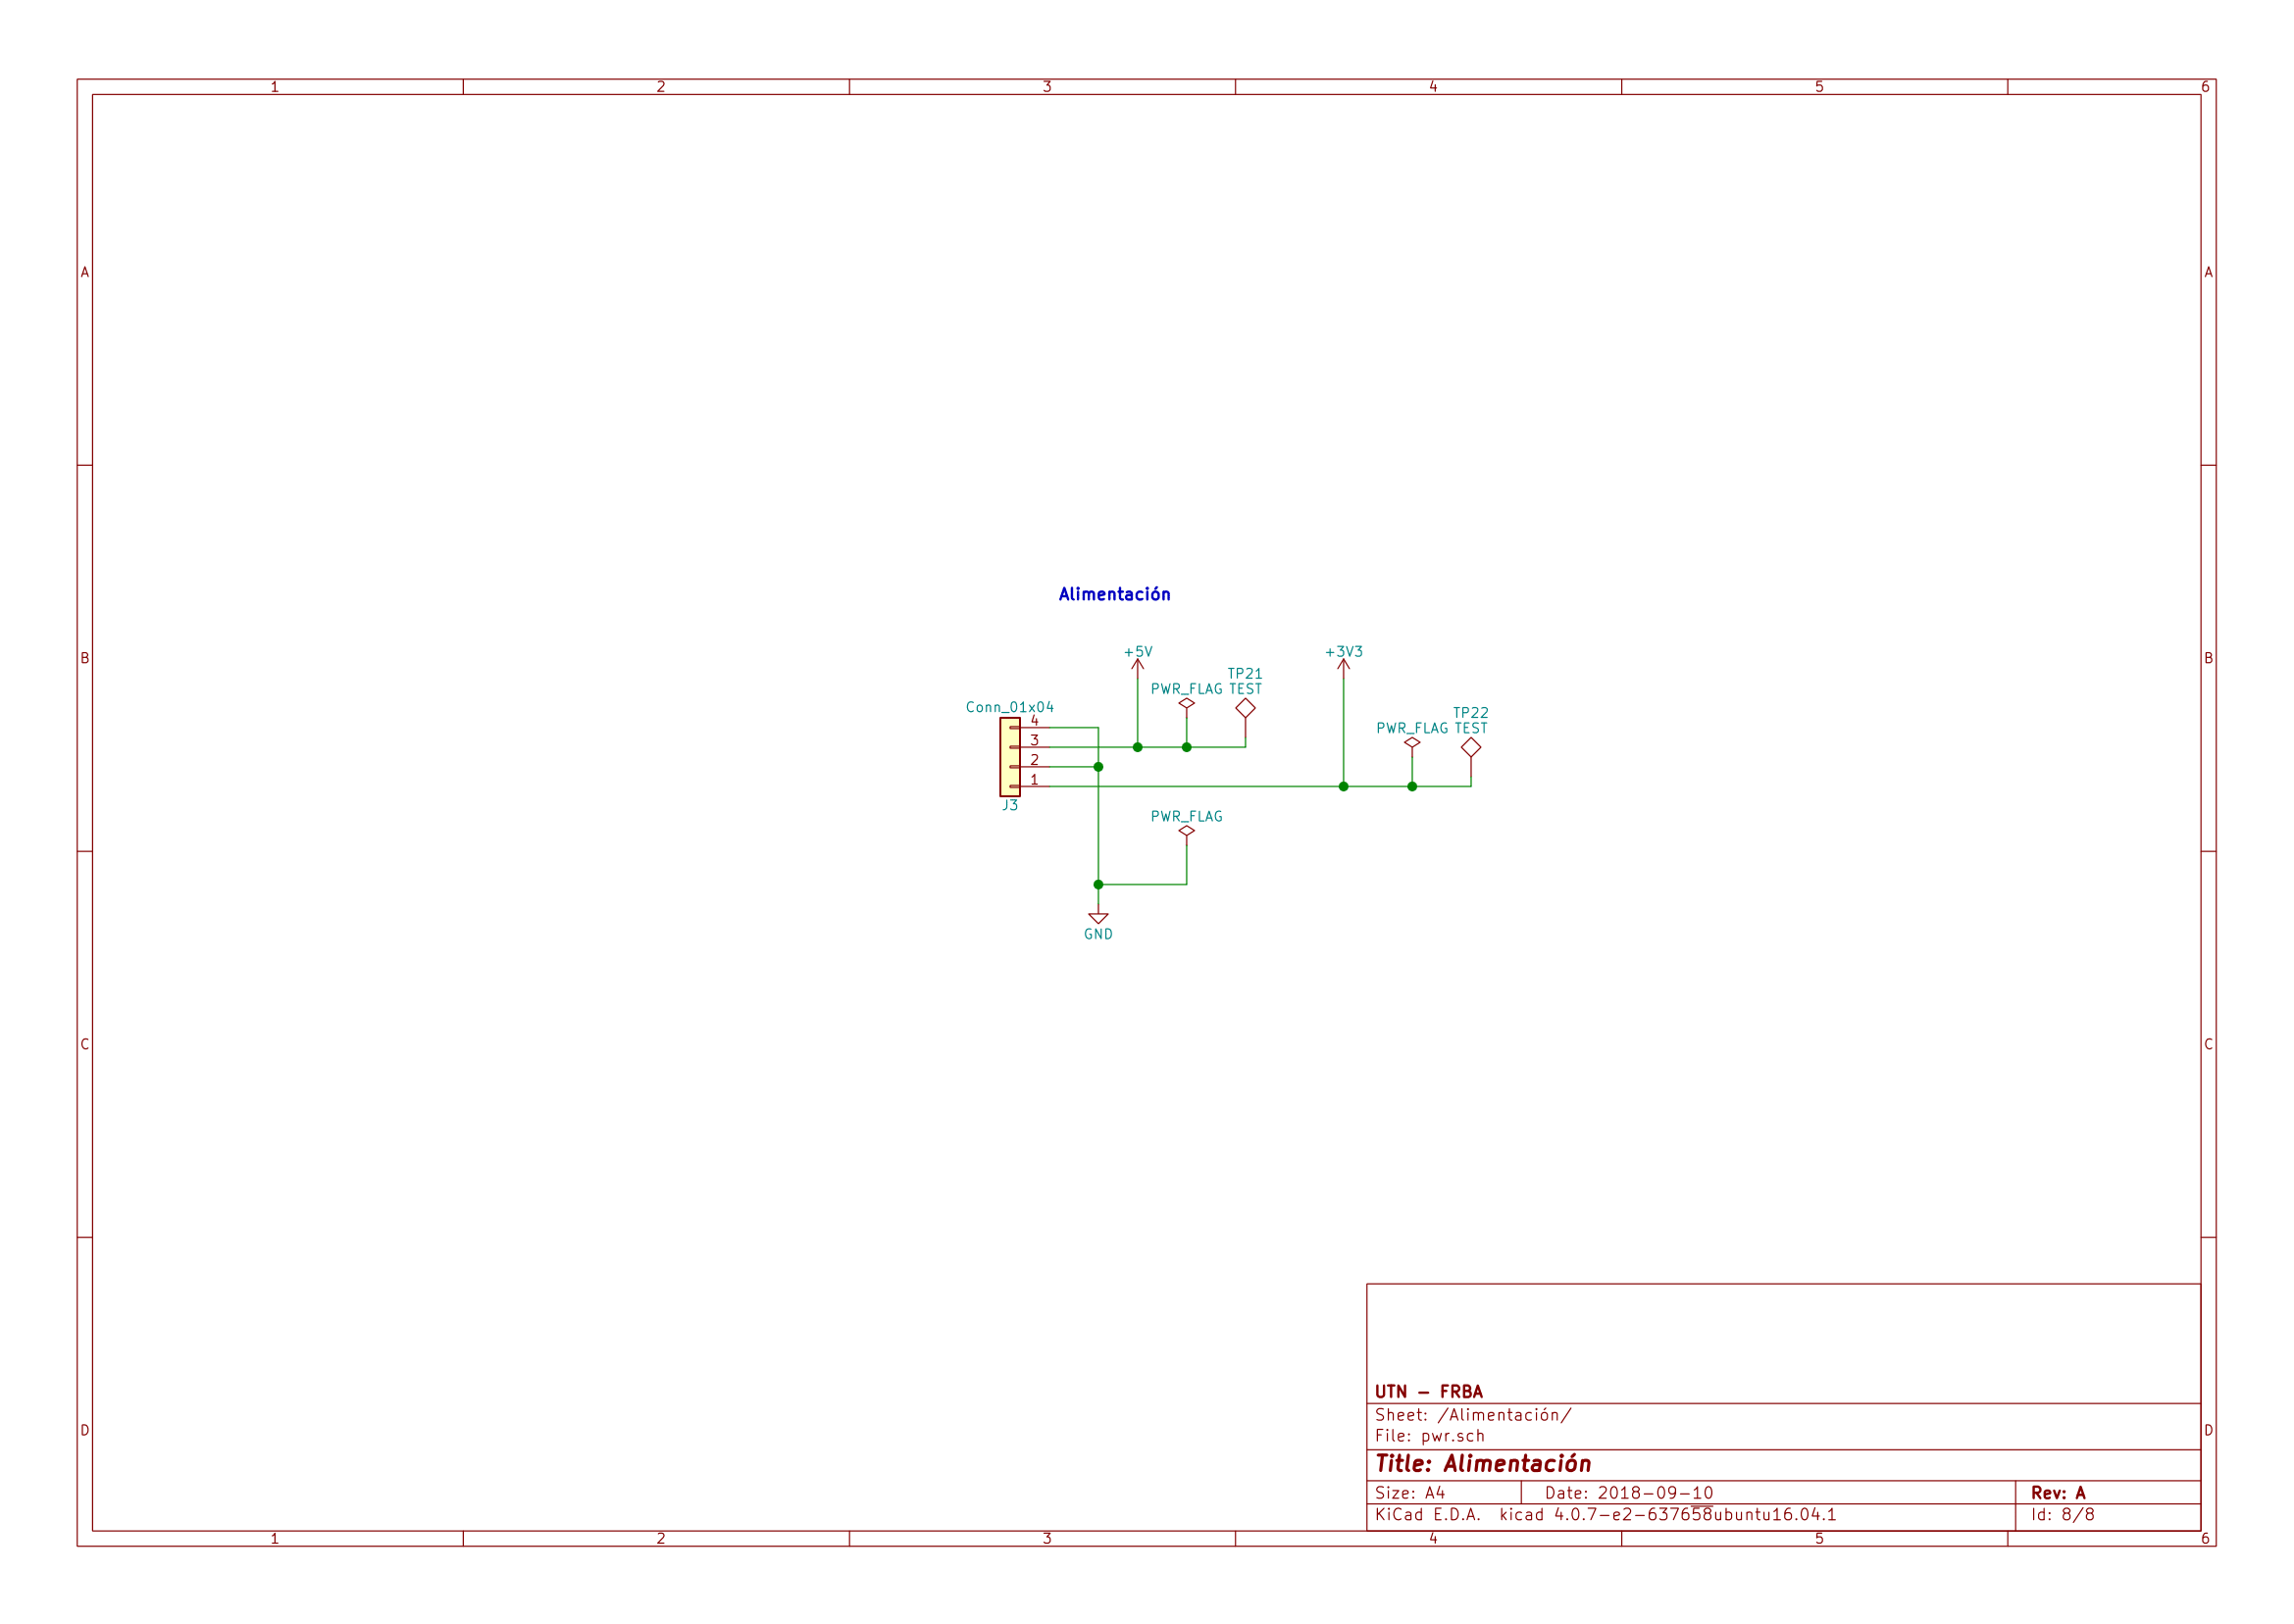 1 2 3 4 5 6
A A
Alimentación
+5V +3V3
TP21
PWR_FLAG TEST
Conn_01x04
TP22
PWR_FLAG TEST
4
3
2
1
J3
PWR_FLAG
GND
B B
C C
D D
UTN – FRBA
Sheet: /Alimentación/
File: pwr.sch
Title: Alimentación
Size: A4 Date: 2018-09-10 Rev: A
KiCad E.D.A. kicad 4.0.7-e2-637658ubuntu16.04.1 Id: 8/8
1 2 3 4 5 6